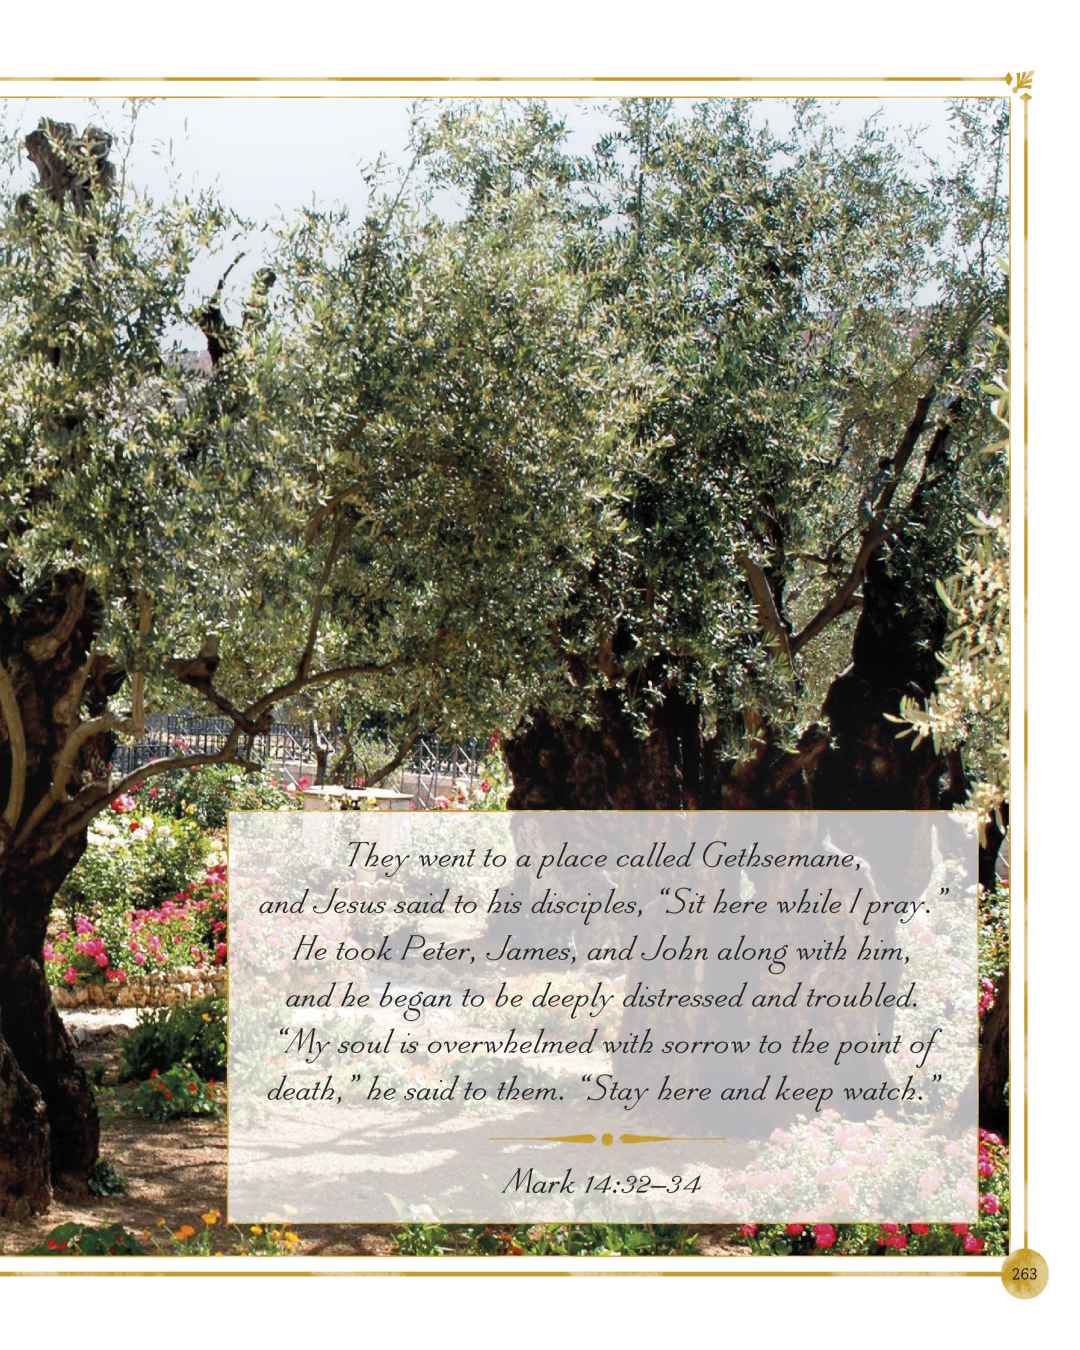 They went to a place called Gethsemane,
and Jesus said to his disciples, “Sit here while I pray.”
He took Peter, James, and John along with him,
and he began to be deeply distressed and troubled.
“My soul is overwhelmed with sorrow to the point of
death,” he said to them. “Stay here and keep watch.”
Mark 14:32–34
263